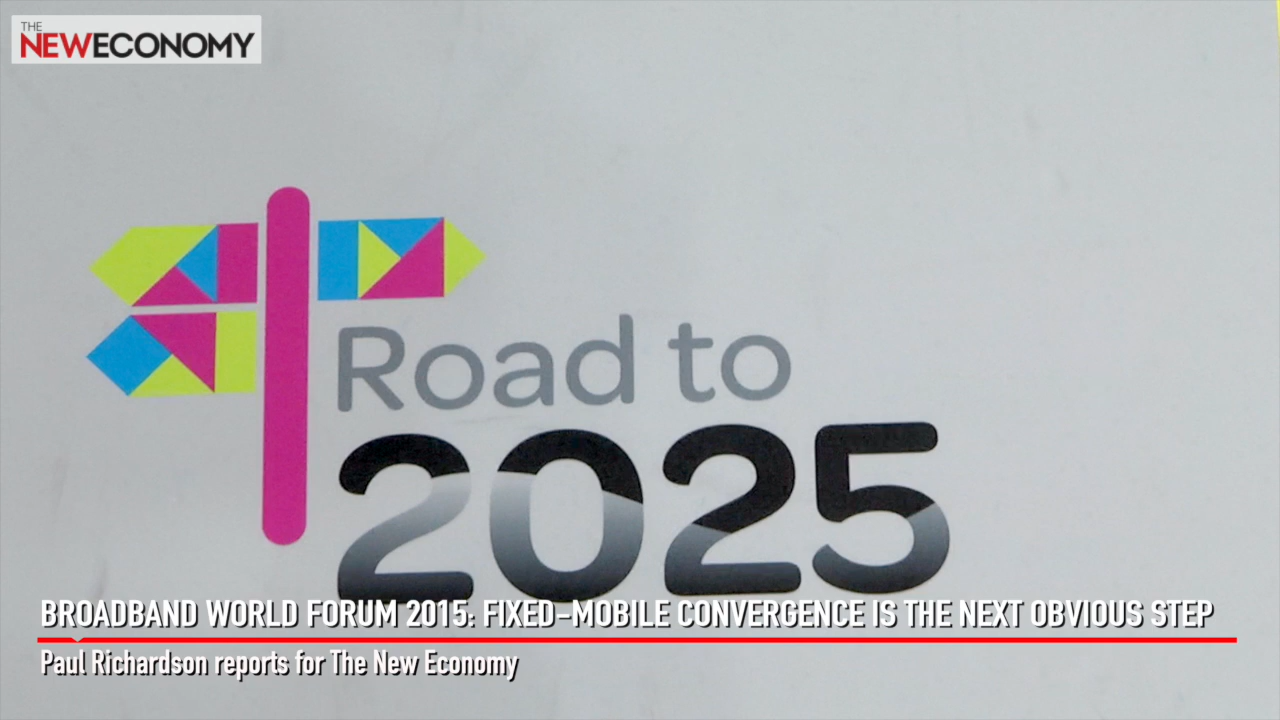 THE
NEWECONOMY
Road to
2025
BROADBAND WORLD FORUM 2015: FIXED-MOBILE CONVERGENCE IS THE NEXT OBVIOUS STEP
Paul Richardson reports for The New Economy